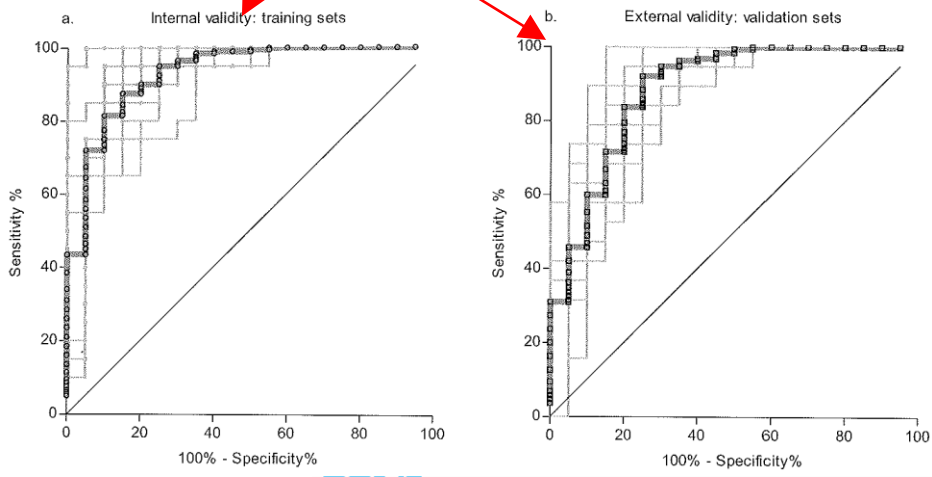 a. Internal validity: training sets
100
80
60
40
20
0
0 20 40 60 80 100
Sensitivity %
100% - Specificity%
b. External validity: validation sets
100
80
60
40
20
0
0 20 40 60 80 100
Sensitivity %
100% - Specificity%